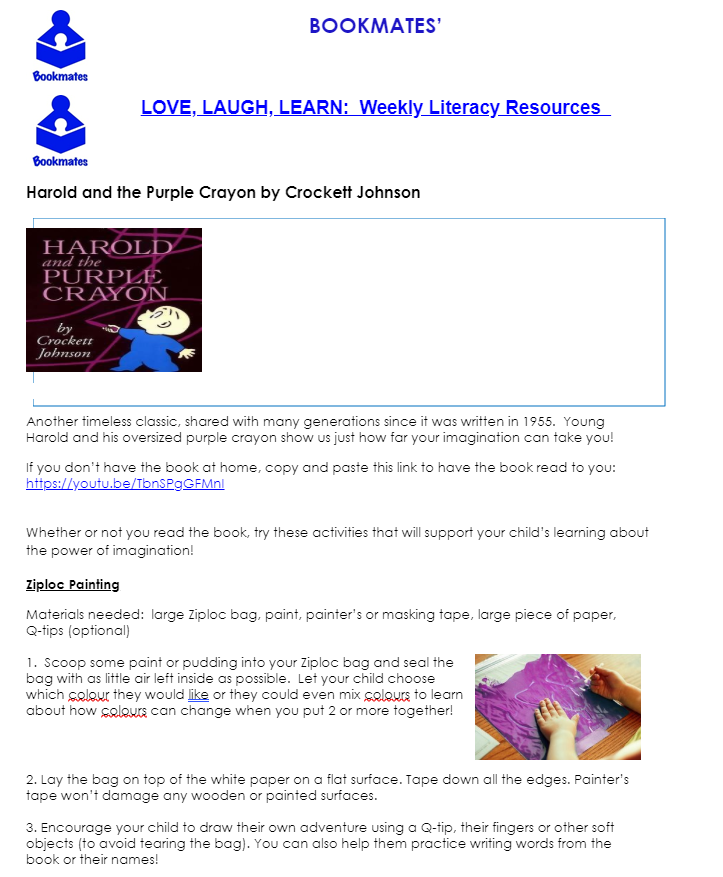 BOOKMATES’
Bookmates
LOVE, LAUGH, LEARN:  Weekly Literacy Resources
Bookmates
Harold and the Purple Crayon by Crockett Johnson
HAROLD
and the
PURPLE
CRAYON
by
Crockett
Johnson
Another timeless classic, shared with many generations since it was written in 1955.  Young
Harold and his oversized purple crayon show us just how far your imagination can take you!
If you don’t have the book at home, copy and paste this link to have the book read to you:
https://youtu.be/TbnSPgGFMnI
Whether or not you read the book, try these activities that will support your child’s learning about
the power of imagination!
Ziploc Painting
Materials needed:  large Ziploc bag, paint, painter’s or masking tape, large piece of paper,
Q-tips (optional)
1.  Scoop some paint or pudding into your Ziploc bag and seal the
bag with as little air left inside as possible.  Let your child choose
which colour they would like or they could even mix colours to learn
about how colours can change when you put 2 or more together!
2. Lay the bag on top of the white paper on a flat surface. Tape down all the edges. Painter’s
tape won’t damage any wooden or painted surfaces.
3. Encourage your child to draw their own adventure using a Q-tip, their fingers or other soft
objects (to avoid tearing the bag). You can also help them practice writing words from the
book or their names!